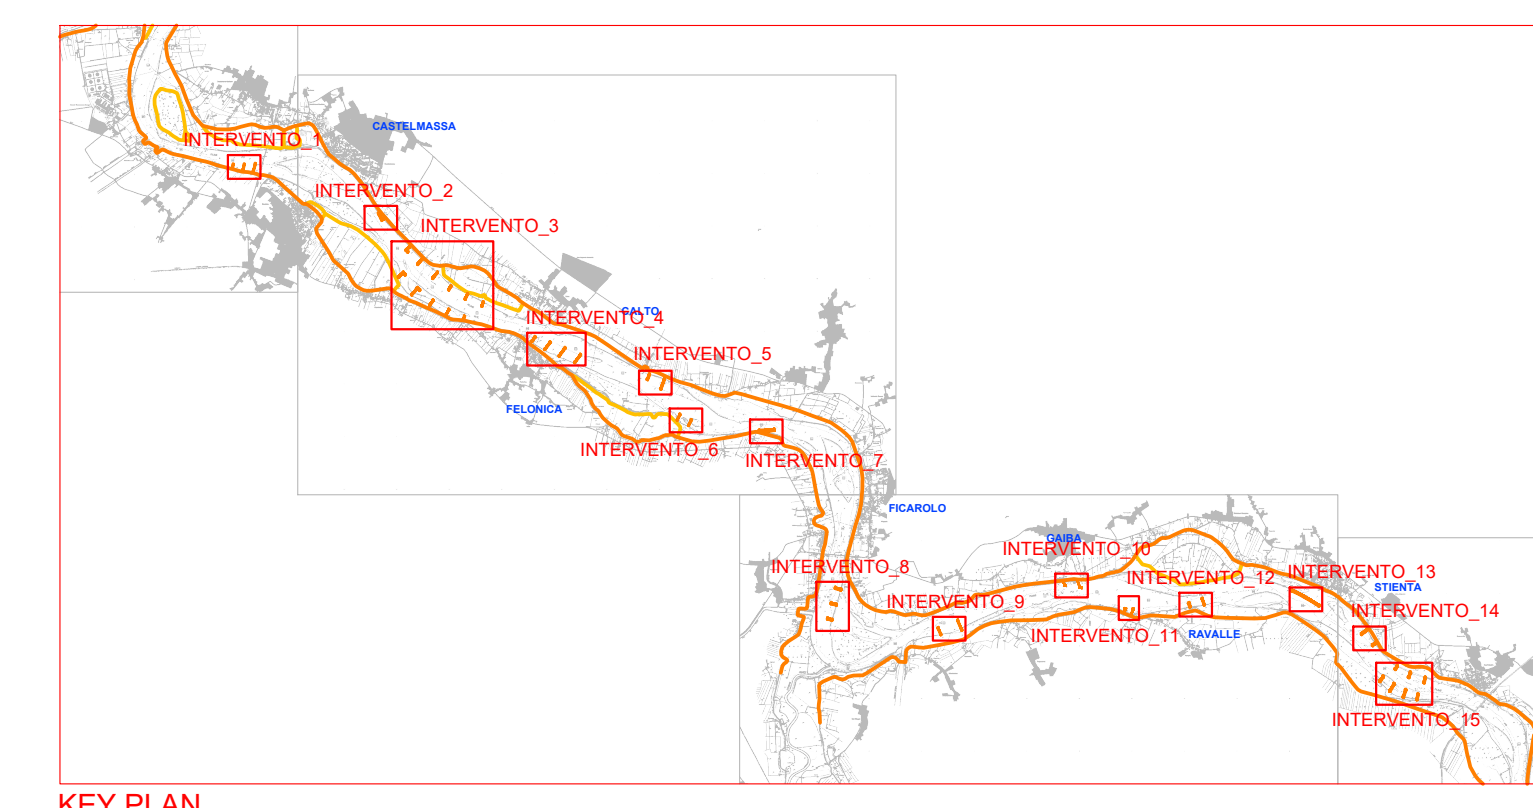 CASTELMASSA
INTERVENTO_1
INTERVENTO_2
INTERVENTO_3
CALTO
INTERVENTO_4
INTERVENTO_5
FELONICA
INTERVENTO_6
INTERVENTO_7
FICAROLO
GAIBA
INTERVENTO_10
INTERVENTO_8
INTERVENTO_12
INTERVENTO_13
STIENTA
INTERVENTO_9
INTERVENTO_14
INTERVENTO_11
RAVALLE
INTERVENTO_15
KEY PLAN